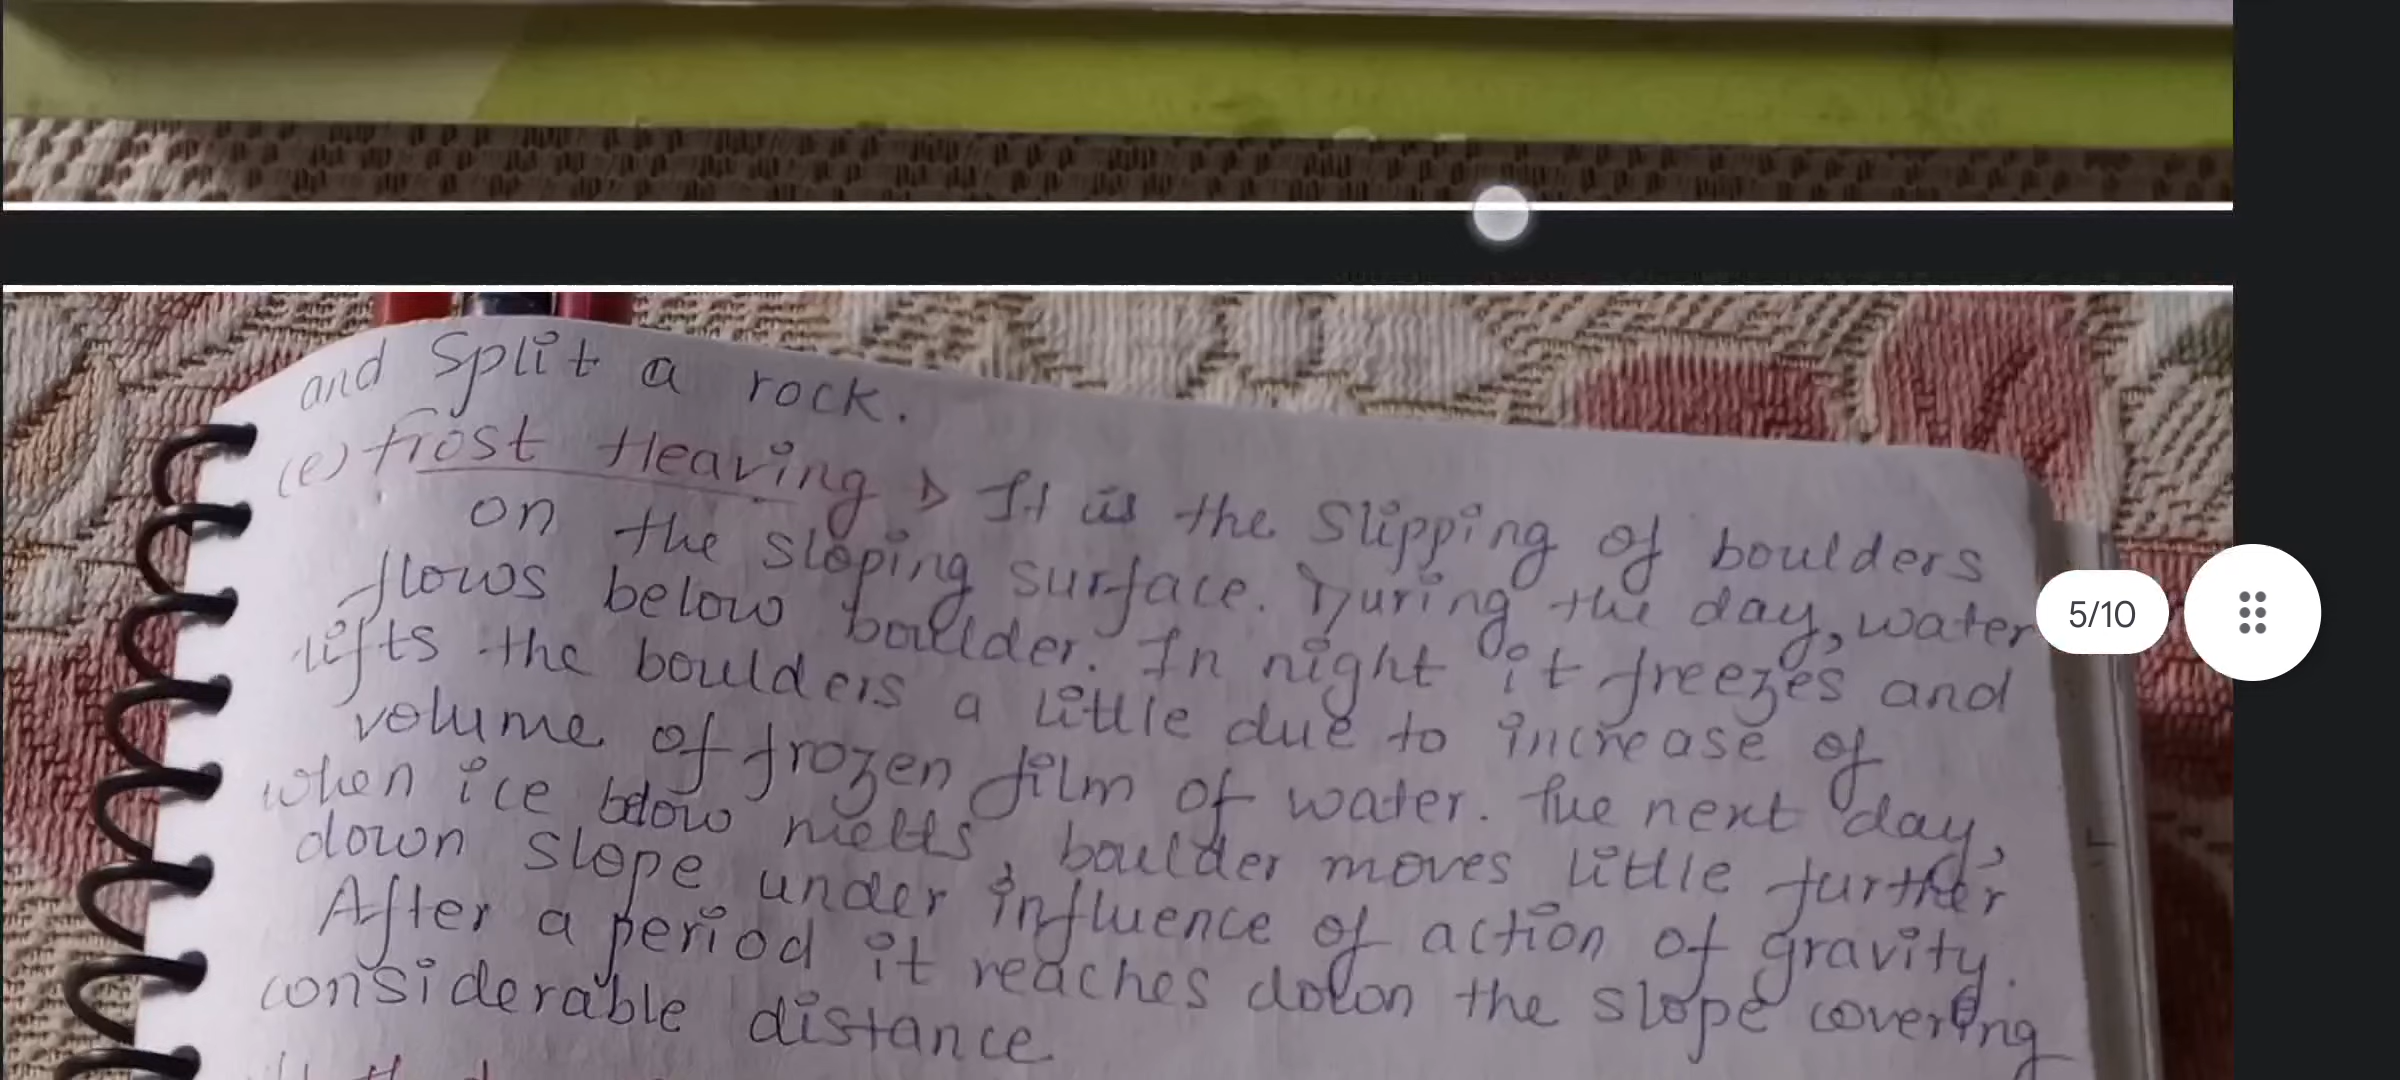 and Split a rock.
(e) Frost Heaving ▷ It is the Slipping of boulders
on the sloping surface. During the day, water
flows below boulder. In night it freezes and
lifts the boulders a little due to increase of
volume of frozen film of water. The next day,
when ice below melts, boulder moves little further
down slope under influence of action of gravity.
After a period it reaches down the slope covering
considerable distance
5/10